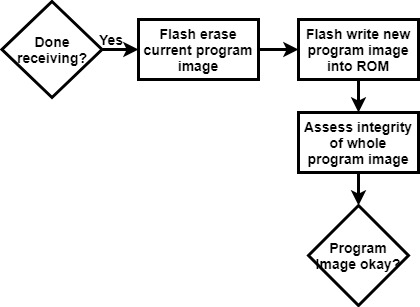 Done
receiving?
Yes
Flash erase
current program
image
Flash write new
program image
into ROM
Assess integrity
of whole
program image
Program
Image okay?